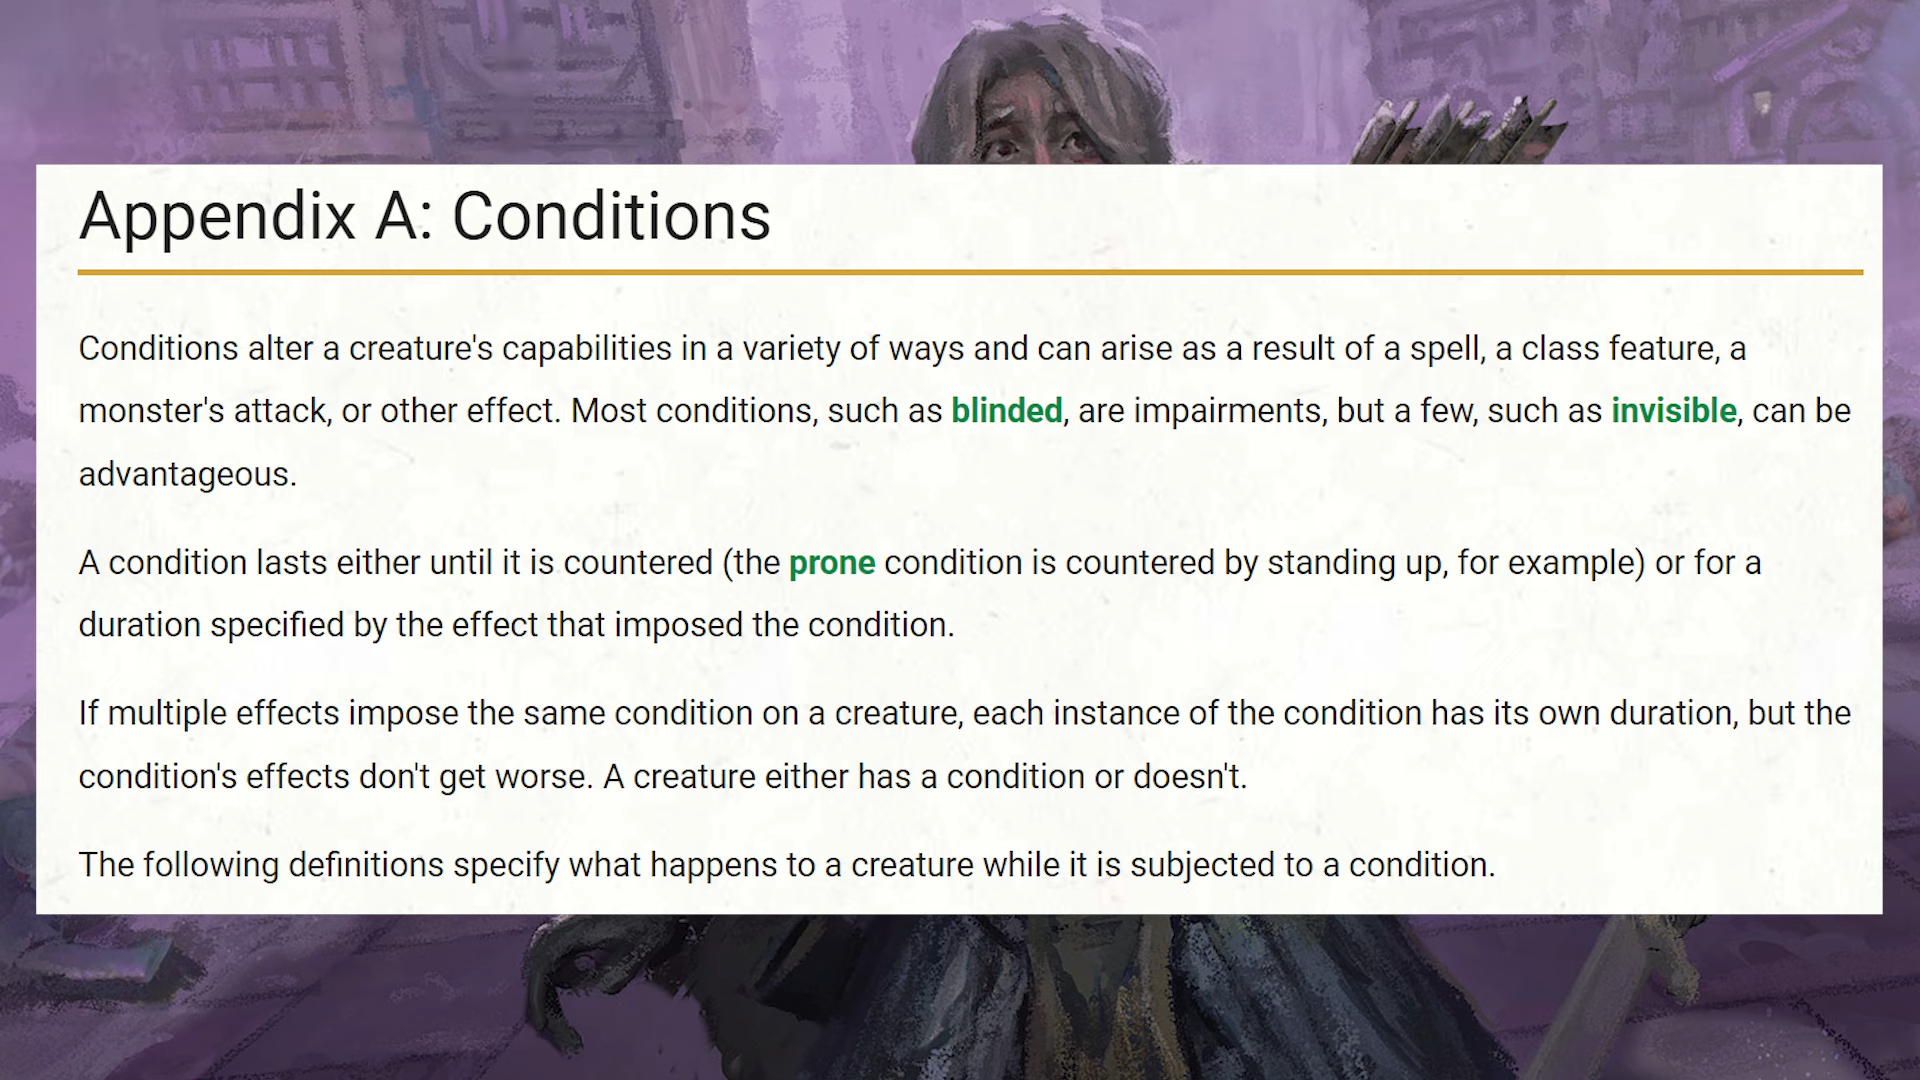 Appendix A: Conditions
Conditions alter a creature's capabilities in a variety of ways and can arise as a result of a spell, a class feature, a
monster's attack, or other effect. Most conditions, such as blinded, are impairments, but a few, such as invisible, can be
advantageous.
A condition lasts either until it is countered (the prone condition is countered by standing up, for example) or for a
duration specified by the effect that imposed the condition.
If multiple effects impose the same condition on a creature, each instance of the condition has its own duration, but the
condition's effects don't get worse. A creature either has a condition or doesn't.
The following definitions specify what happens to a creature while it is subjected to a condition.